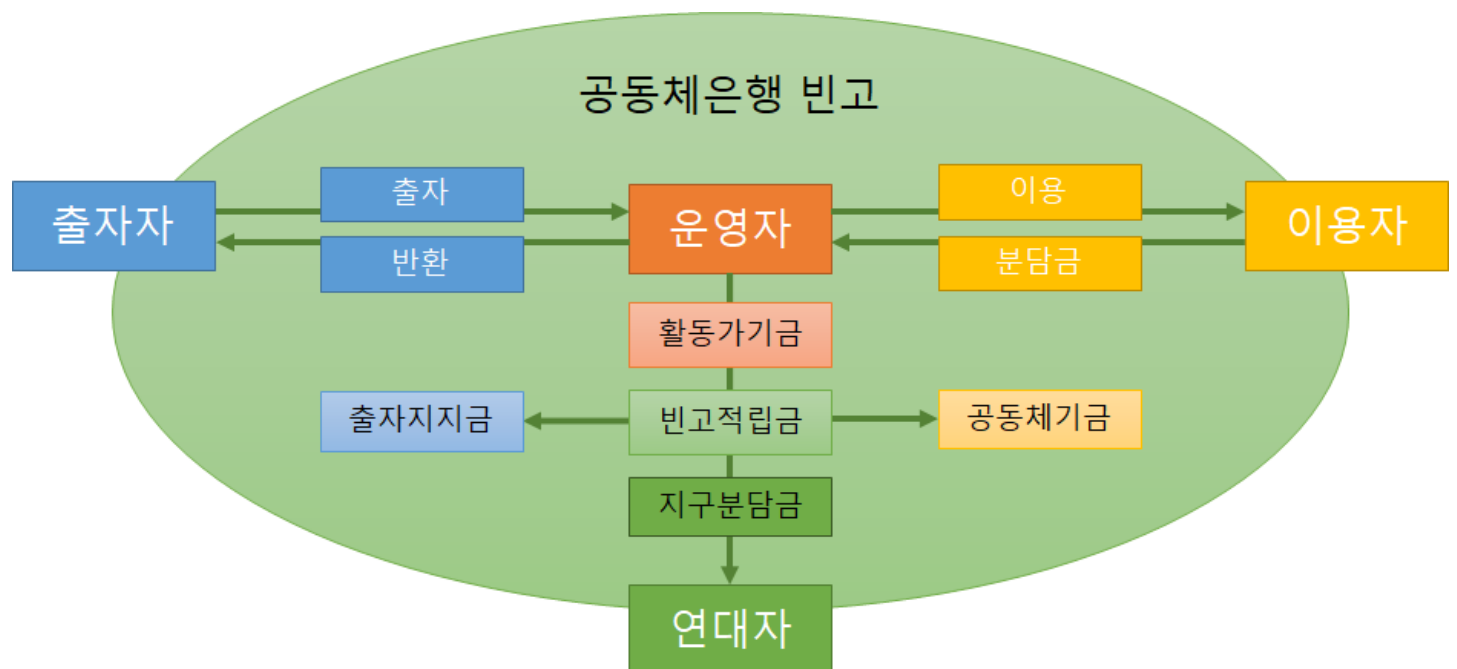 공동체은행 빈고
출자자
출자
운영자
이용
이용자
반환
분담금
활동가기금
출자지지금
빈고적립금
공동체기금
지구분담금
연대자